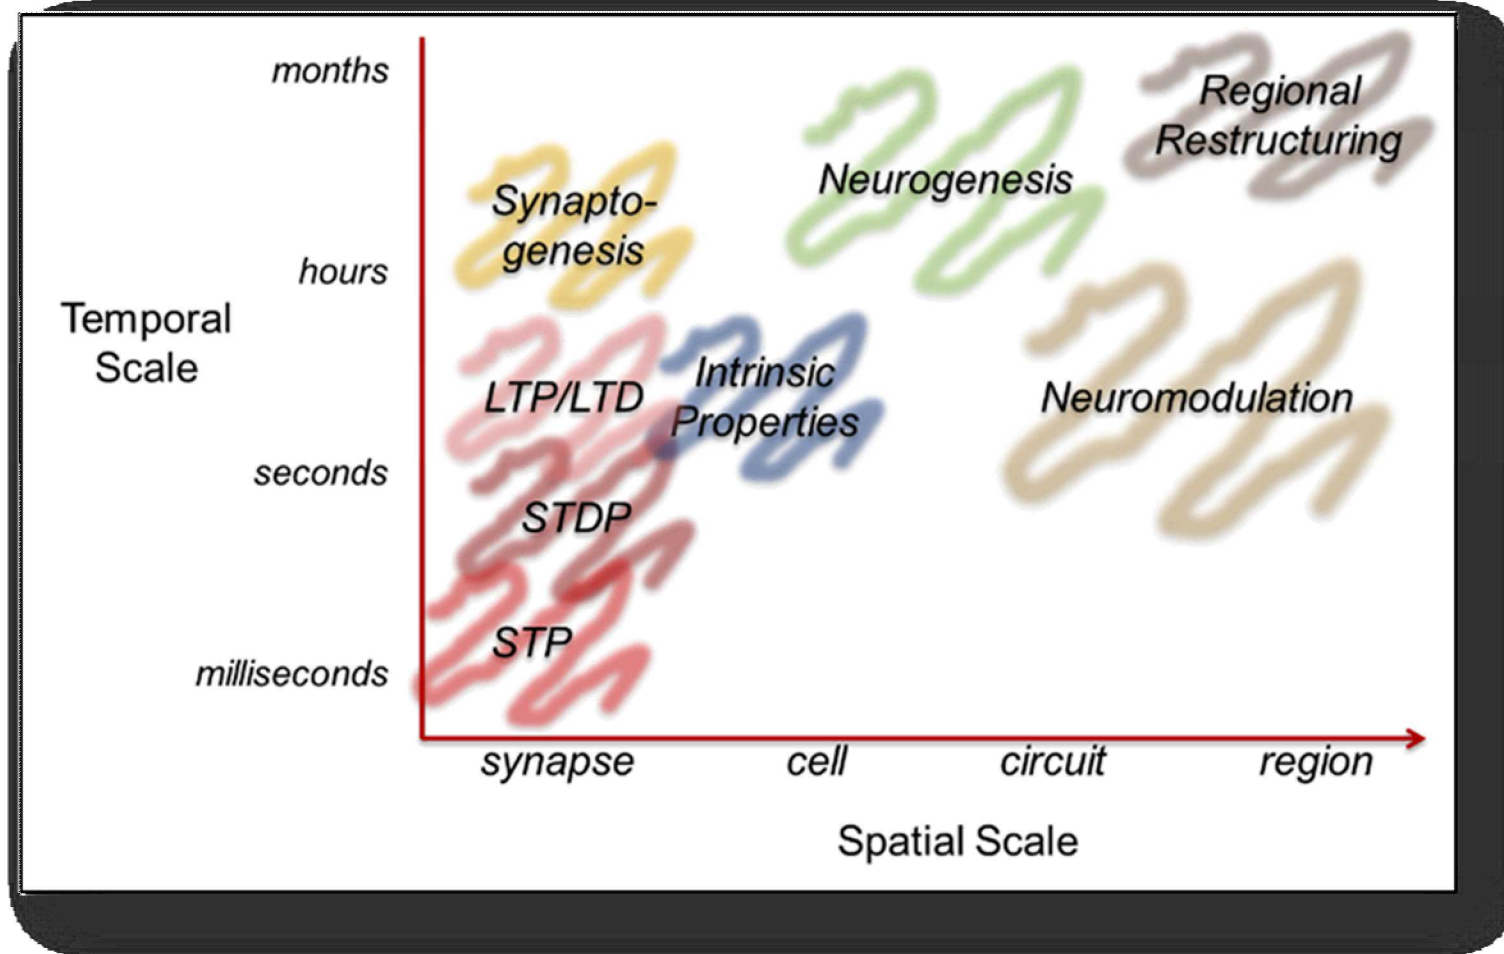 months
Regional
Restructuring
Neurogenesis
Synapto-
genesis
hours
Temporal
Scale
LTP/LTD
Intrinsic
Properties
Neuromodulation
seconds
STDP
STP
milliseconds
synapse
cell
circuit
region
Spatial Scale